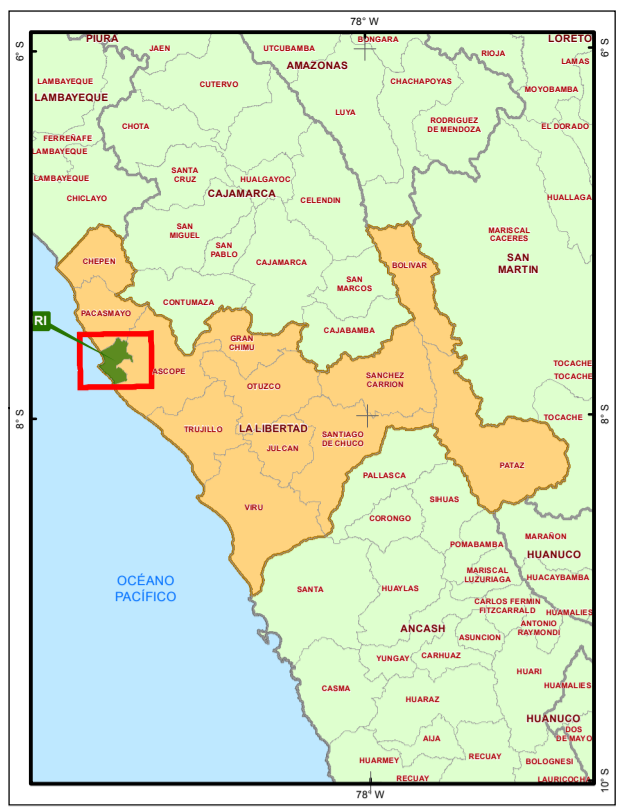 78° W
6° S
6° S
PIURA
JAEN
UTCUBAMBA
BONGARA
LORETO
AMAZONAS
RIOJA
LAMAS
LAMBAYEQUE
CUTERVO
CHACHAPOYAS
MOYOBAMBA
LAMBAYEQUE
LUYA
CHOTA
RODRIGUEZ
DE MENDOZA
EL DORADO
FERREÑAFE
LAMBAYEQUE
SANTA
CRUZ
HUALGAYOC
LAMBAYEQUE
CAJAMARCA
CHICLAYO
CELENDIN
HUALLAGA
SAN
MIGUEL
SAN
PABLO
MARISCAL
CACERES
SAN
MARTIN
CHEPEN
CAJAMARCA
BOLIVAR
SAN
MARCOS
CONTUMAZA
PACASMAYO
RI
CAJABAMBA
GRAN
CHIMU
ASCOPE
SANCHEZ
CARRION
OTUZCO
TOCACHE
TOCACHE
TOCACHE
8° S
8° S
TRUJILLO
LA LIBERTAD
SANTIAGO
DE CHUCO
JULCAN
PATAZ
PALLASCA
SIHUAS
VIRU
CORONGO
MARAÑON
POMABAMBA
HUANUCO
MARISCAL
LUZURIAGA
HUACAYBAMBA
OCÉANO
PACÍFICO
SANTA
HUAYLAS
CARLOS FERMIN
FITZCARRALD
HUAMALIES
ANTONIO
RAYMONDI
ANCASH
ASUNCION
YUNGAY
CARHUAZ
HUARI
CASMA
HUARAZ
HUAMALIES
HUANUCO
DOS
DE MAYO
AIJA
HUARMEY
RECUAY
BOLOGNESI
RECUAY
LAURICOCHA
10° S
78° W